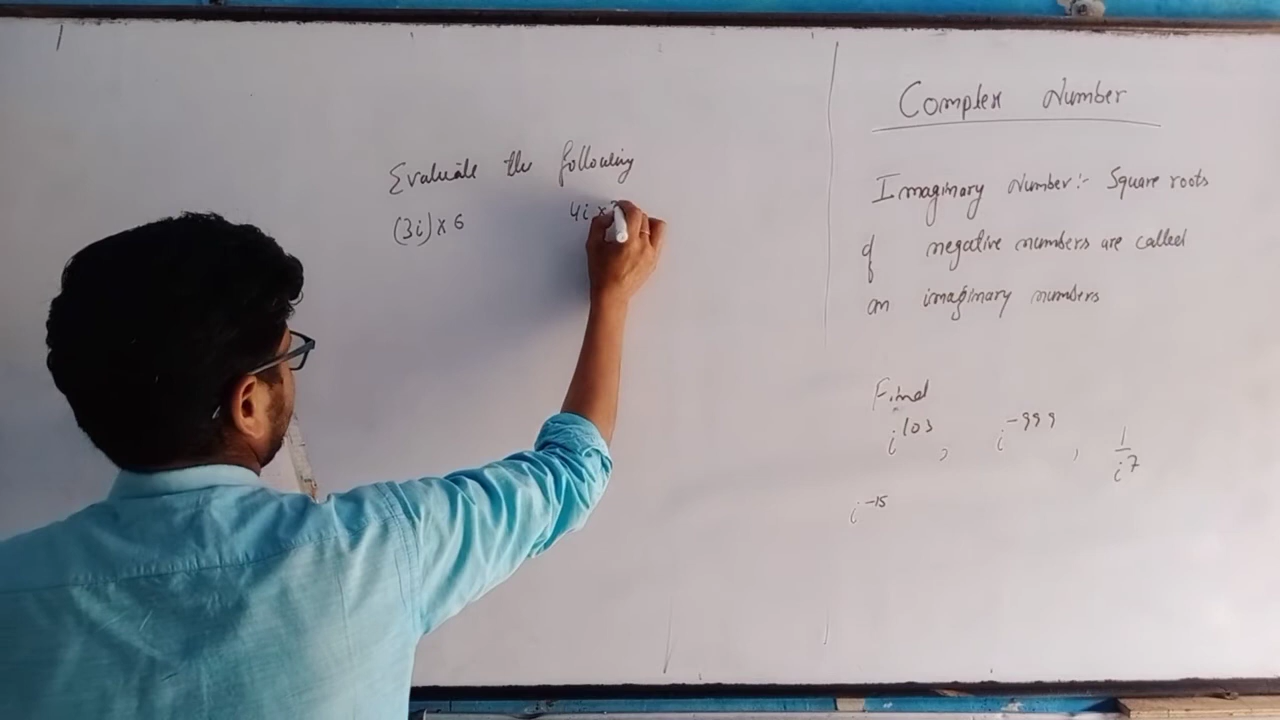 Evaluate the following
(3i) x 6 4i x
Complex Number
Imaginary Number:- Square roots
of negative numbers are called
an imaginary numbers
Find
i^103 , i^-999 , 1/i^7
i^-15